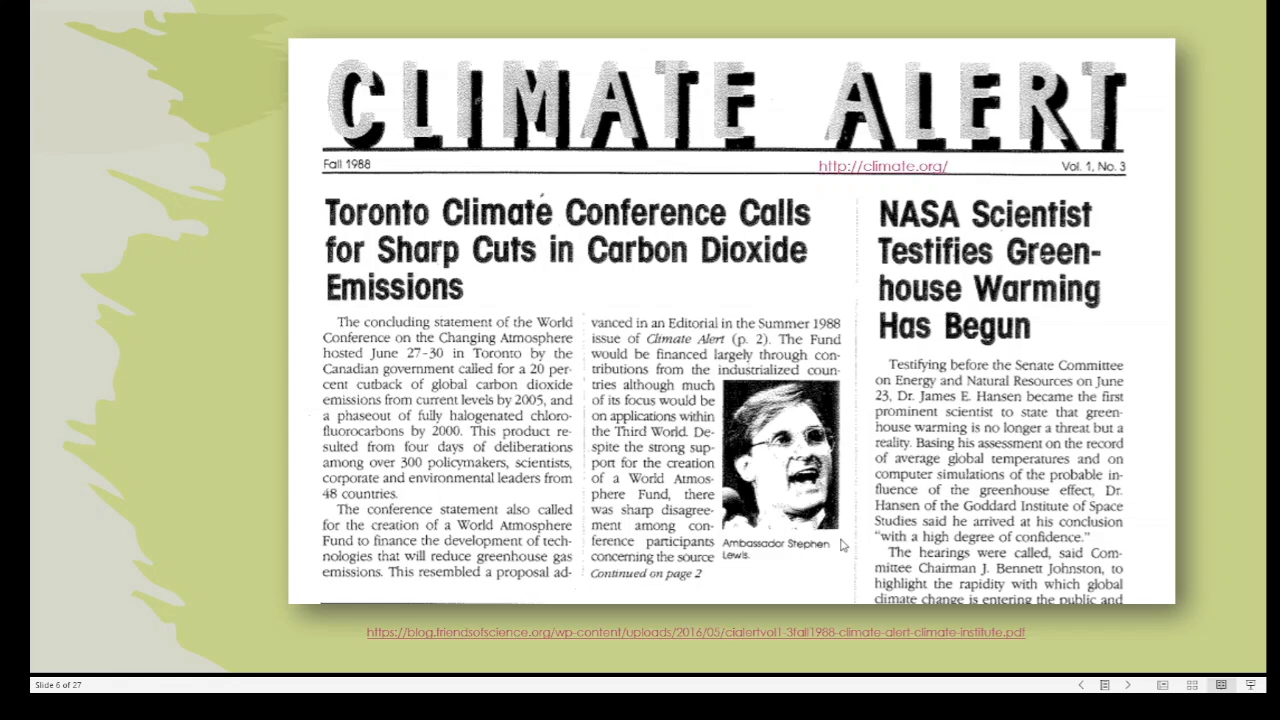 CLIMATE ALERT
Fall 1988
http://climate.org/
Vol. 1, No. 3
Toronto Climate Conference Calls
for Sharp Cuts in Carbon Dioxide
Emissions
The concluding statement of the World
Conference on the Changing Atmosphere
hosted June 27-30 in Toronto by the
Canadian government called for a 20 per-
cent cutback of global carbon dioxide
emissions from current levels by 2005, and
a phaseout of fully halogenated chloro-
fluorocarbons by 2000. This product re-
sulted from four days of deliberations
among over 300 policymakers, scientists,
corporate and environmental leaders from
48 countries.
The conference statement also called
for the creation of a World Atmosphere
Fund to finance the development of tech-
nologies that will reduce greenhouse gas
emissions. This resembled a proposal ad-
vanced in an Editorial in the Summer 1988
issue of Climate Alert (p. 2). The Fund
would be financed largely through con-
tributions from the industrialized coun-
tries although much
of its focus would be
on applications within
the Third World. De-
spite the strong sup-
port for the creation
of a World Atmos-
phere Fund, there
was sharp disagree-
ment among con-
ference participants
concerning the source
Continued on page 2
Ambassador Stephen
Lewis.
NASA Scientist
Testifies Green-
house Warming
Has Begun
Testifying before the Senate Committee
on Energy and Natural Resources on June
23, Dr. James E. Hansen became the first
prominent scientist to state that green-
house warming is no longer a threat but a
reality. Basing his assessment on the record
of average global temperatures and on
computer simulations of the probable in-
fluence of the greenhouse effect, Dr.
Hansen of the Goddard Institute of Space
Studies said he arrived at his conclusion
"with a high degree of confidence."
The hearings were called, said Com-
mittee Chairman J. Bennett Johnston, to
highlight the rapidity with which global
climate change is entering the public and
https://blog.friendsofscience.org/wp-content/uploads/2016/05/cialertvol1-3fall1988-climate-alert-climate-institute.pdf
Slide 6 of 27